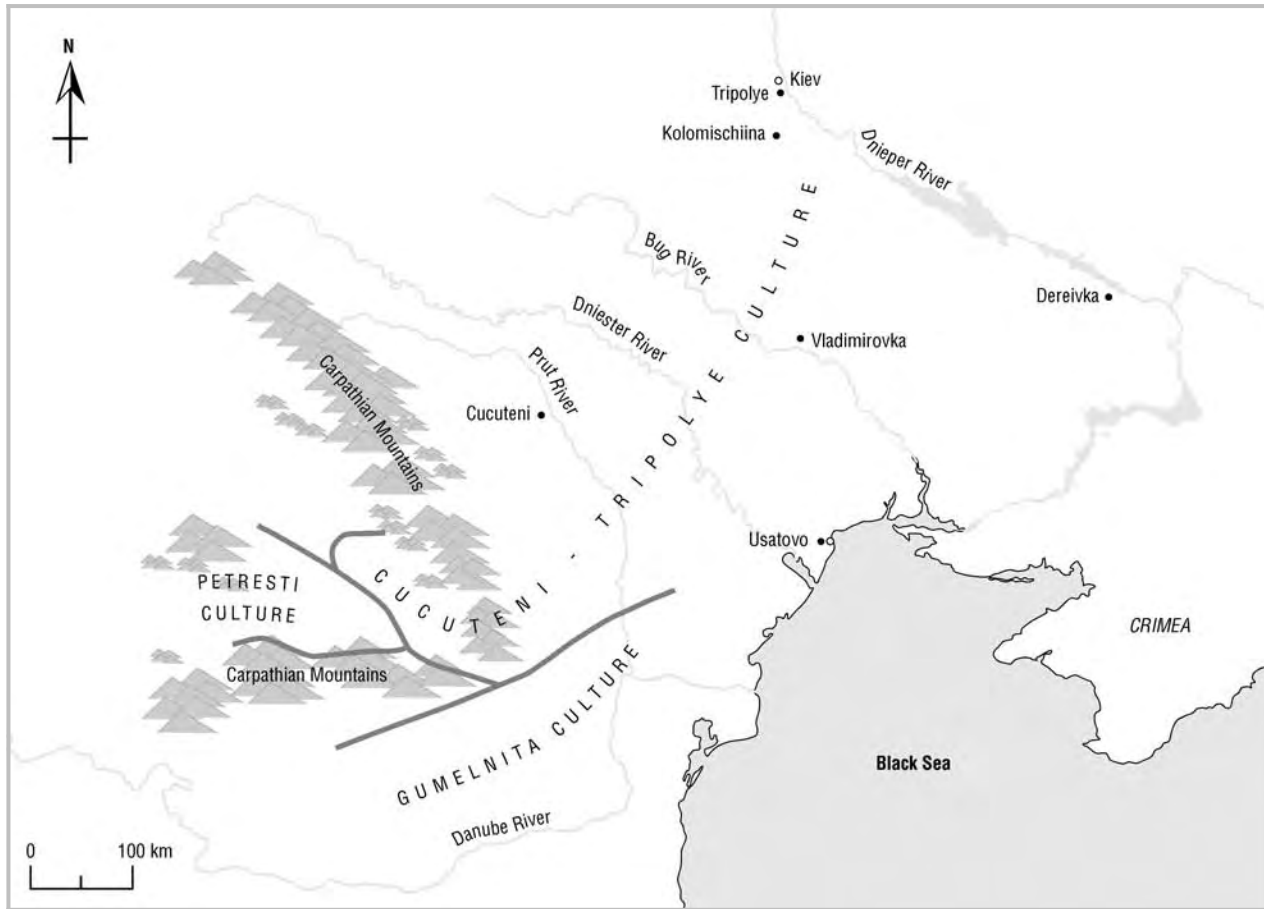 N
Kiev
Tripolye
Kolomischiina
Dnieper River
Bug River
Dniester River
Dereivka
Vladimirovka
Prut River
Carpathian Mountains
Cucuteni
CUCUTENI - TRIPOLYE CULTURE
Usatovo
PETRESTI
CULTURE
CRIMEA
Carpathian Mountains
GUMELNITA CULTURE
Black Sea
Danube River
0 100 km